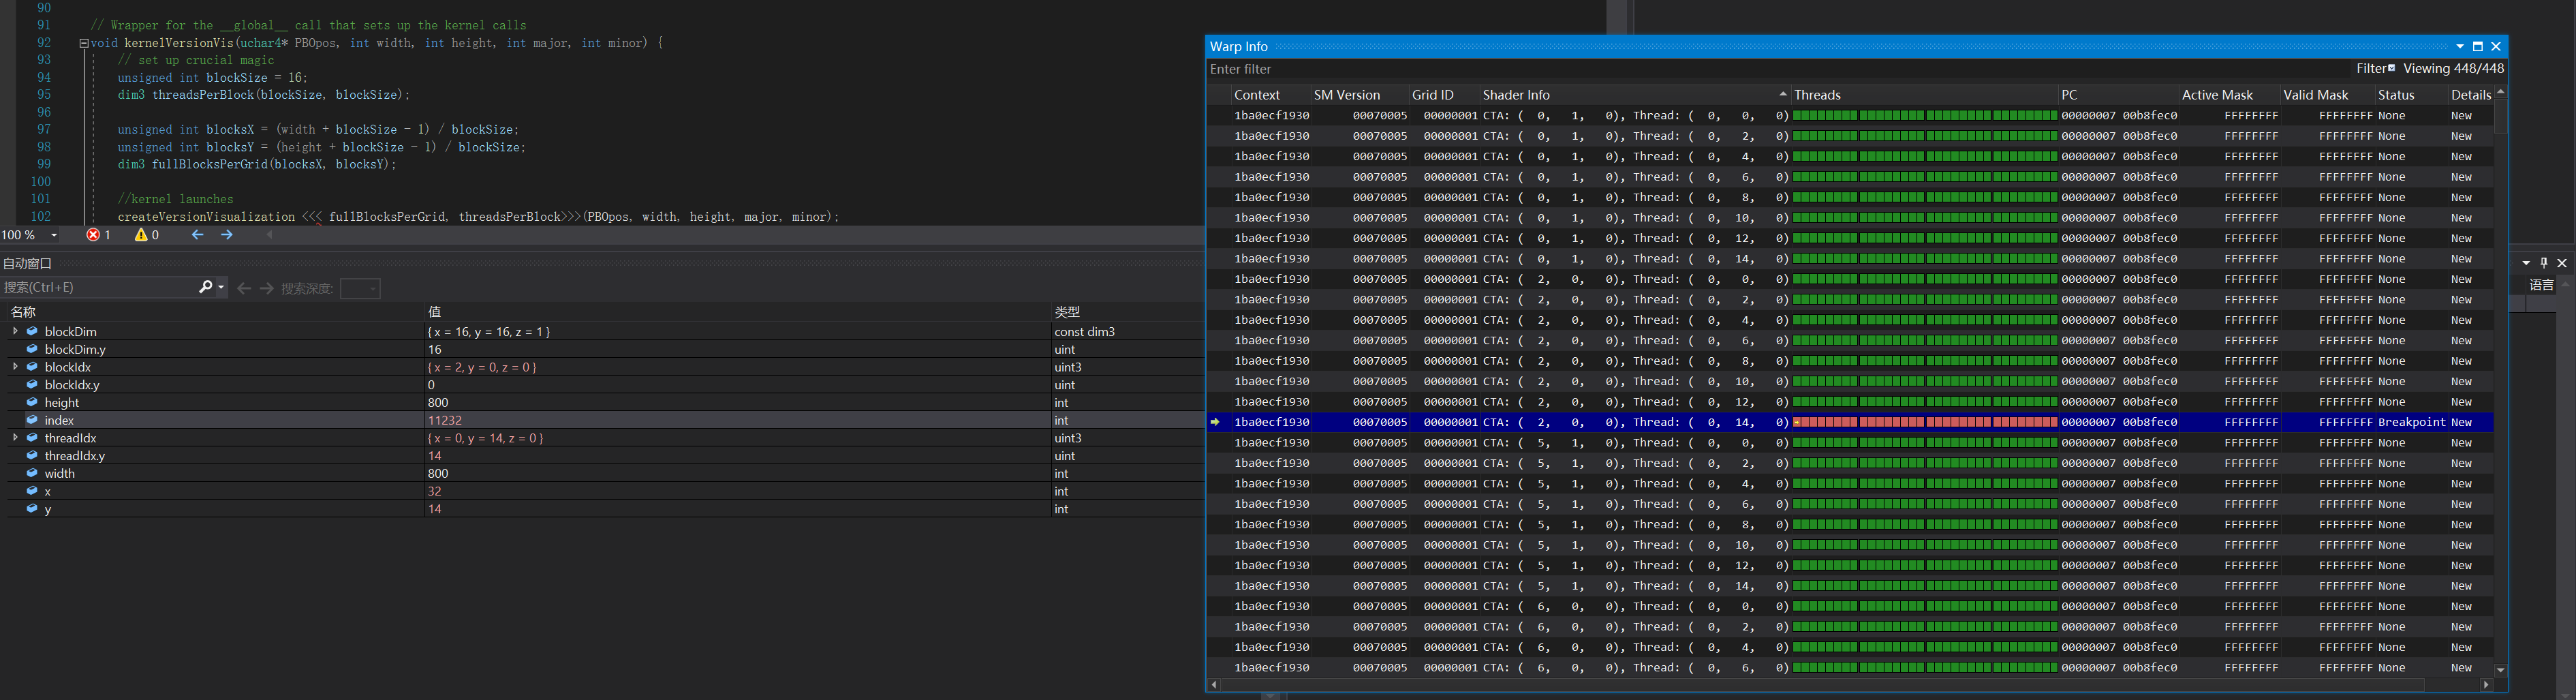 90
91 // Wrapper for the __global__ call that sets up the kernel calls
92 void kernelVersionVis(uchar4* PBOpos, int width, int height, int major, int minor) {
93 // set up crucial magic
94 unsigned int blockSize = 16;
95 dim3 threadsPerBlock(blockSize, blockSize);
96
97 unsigned int blocksX = (width + blockSize - 1) / blockSize;
98 unsigned int blocksY = (height + blockSize - 1) / blockSize;
99 dim3 fullBlocksPerGrid(blocksX, blocksY);
100
101 //kernel launches
102 createVersionVisualization <<< fullBlocksPerGrid, threadsPerBlock>>>(PBOpos, width, height, major, minor);
100 % 1 0
自动窗口
搜索(Ctrl+E) 搜索深度:
名称 值 类型
blockDim { x = 16, y = 16, z = 1 } const dim3
blockDim.y 16 uint
blockIdx { x = 2, y = 0, z = 0 } uint3
blockIdx.y 0 uint
height 800 int
index 11232 int
threadIdx { x = 0, y = 14, z = 0 } uint3
threadIdx.y 14 uint
width 800 int
x 32 int
y 14 int
Warp Info
Enter filter Filter Viewing 448/448
Context SM Version Grid ID Shader Info Threads PC Active Mask Valid Mask Status Details
1ba0ecf1930 00070005 00000001 CTA: ( 0, 1, 0), Thread: ( 0, 0, 0) 00000007 00b8fec0 FFFFFFFF FFFFFFFF None New
1ba0ecf1930 00070005 00000001 CTA: ( 0, 1, 0), Thread: ( 0, 2, 0) 00000007 00b8fec0 FFFFFFFF FFFFFFFF None New
1ba0ecf1930 00070005 00000001 CTA: ( 0, 1, 0), Thread: ( 0, 4, 0) 00000007 00b8fec0 FFFFFFFF FFFFFFFF None New
1ba0ecf1930 00070005 00000001 CTA: ( 0, 1, 0), Thread: ( 0, 6, 0) 00000007 00b8fec0 FFFFFFFF FFFFFFFF None New
1ba0ecf1930 00070005 00000001 CTA: ( 0, 1, 0), Thread: ( 0, 8, 0) 00000007 00b8fec0 FFFFFFFF FFFFFFFF None New
1ba0ecf1930 00070005 00000001 CTA: ( 0, 1, 0), Thread: ( 0, 10, 0) 00000007 00b8fec0 FFFFFFFF FFFFFFFF None New
1ba0ecf1930 00070005 00000001 CTA: ( 0, 1, 0), Thread: ( 0, 12, 0) 00000007 00b8fec0 FFFFFFFF FFFFFFFF None New
1ba0ecf1930 00070005 00000001 CTA: ( 0, 1, 0), Thread: ( 0, 14, 0) 00000007 00b8fec0 FFFFFFFF FFFFFFFF None New
1ba0ecf1930 00070005 00000001 CTA: ( 2, 0, 0), Thread: ( 0, 0, 0) 00000007 00b8fec0 FFFFFFFF FFFFFFFF None New
1ba0ecf1930 00070005 00000001 CTA: ( 2, 0, 0), Thread: ( 0, 2, 0) 00000007 00b8fec0 FFFFFFFF FFFFFFFF None New
1ba0ecf1930 00070005 00000001 CTA: ( 2, 0, 0), Thread: ( 0, 4, 0) 00000007 00b8fec0 FFFFFFFF FFFFFFFF None New
1ba0ecf1930 00070005 00000001 CTA: ( 2, 0, 0), Thread: ( 0, 6, 0) 00000007 00b8fec0 FFFFFFFF FFFFFFFF None New
1ba0ecf1930 00070005 00000001 CTA: ( 2, 0, 0), Thread: ( 0, 8, 0) 00000007 00b8fec0 FFFFFFFF FFFFFFFF None New
1ba0ecf1930 00070005 00000001 CTA: ( 2, 0, 0), Thread: ( 0, 10, 0) 00000007 00b8fec0 FFFFFFFF FFFFFFFF None New
1ba0ecf1930 00070005 00000001 CTA: ( 2, 0, 0), Thread: ( 0, 12, 0) 00000007 00b8fec0 FFFFFFFF FFFFFFFF None New
1ba0ecf1930 00070005 00000001 CTA: ( 2, 0, 0), Thread: ( 0, 14, 0) 00000007 00b8fec0 FFFFFFFF FFFFFFFF Breakpoint New
1ba0ecf1930 00070005 00000001 CTA: ( 5, 1, 0), Thread: ( 0, 0, 0) 00000007 00b8fec0 FFFFFFFF FFFFFFFF None New
1ba0ecf1930 00070005 00000001 CTA: ( 5, 1, 0), Thread: ( 0, 2, 0) 00000007 00b8fec0 FFFFFFFF FFFFFFFF None New
1ba0ecf1930 00070005 00000001 CTA: ( 5, 1, 0), Thread: ( 0, 4, 0) 00000007 00b8fec0 FFFFFFFF FFFFFFFF None New
1ba0ecf1930 00070005 00000001 CTA: ( 5, 1, 0), Thread: ( 0, 6, 0) 00000007 00b8fec0 FFFFFFFF FFFFFFFF None New
1ba0ecf1930 00070005 00000001 CTA: ( 5, 1, 0), Thread: ( 0, 8, 0) 00000007 00b8fec0 FFFFFFFF FFFFFFFF None New
1ba0ecf1930 00070005 00000001 CTA: ( 5, 1, 0), Thread: ( 0, 10, 0) 00000007 00b8fec0 FFFFFFFF FFFFFFFF None New
1ba0ecf1930 00070005 00000001 CTA: ( 5, 1, 0), Thread: ( 0, 12, 0) 00000007 00b8fec0 FFFFFFFF FFFFFFFF None New
1ba0ecf1930 00070005 00000001 CTA: ( 5, 1, 0), Thread: ( 0, 14, 0) 00000007 00b8fec0 FFFFFFFF FFFFFFFF None New
1ba0ecf1930 00070005 00000001 CTA: ( 6, 0, 0), Thread: ( 0, 0, 0) 00000007 00b8fec0 FFFFFFFF FFFFFFFF None New
1ba0ecf1930 00070005 00000001 CTA: ( 6, 0, 0), Thread: ( 0, 2, 0) 00000007 00b8fec0 FFFFFFFF FFFFFFFF None New
1ba0ecf1930 00070005 00000001 CTA: ( 6, 0, 0), Thread: ( 0, 4, 0) 00000007 00b8fec0 FFFFFFFF FFFFFFFF None New
1ba0ecf1930 00070005 00000001 CTA: ( 6, 0, 0), Thread: ( 0, 6, 0) 00000007 00b8fec0 FFFFFFFF FFFFFFFF None New
语言